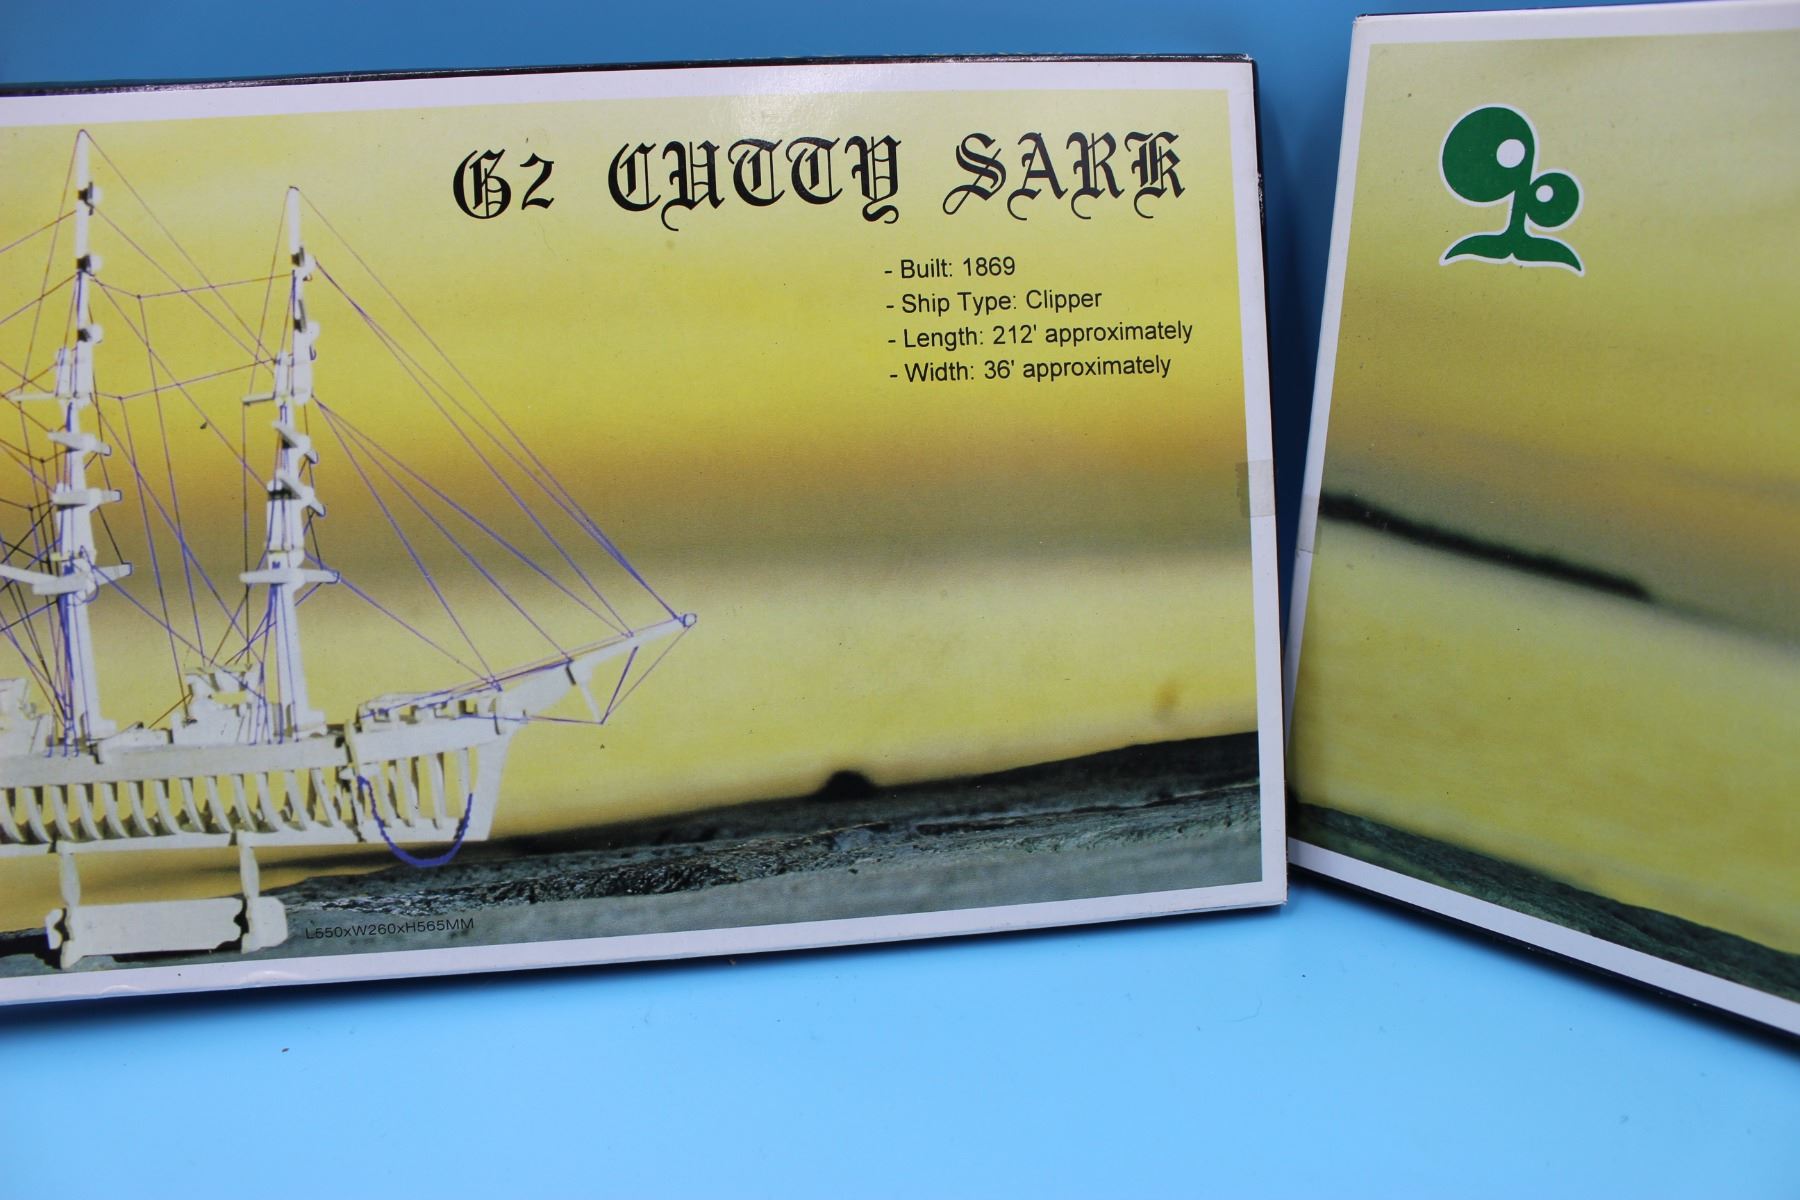 G2 CUTTY SARK
- Built: 1869
- Ship Type: Clipper
- Length: 212' approximately
- Width: 36' approximately
L550xW260xH565MM